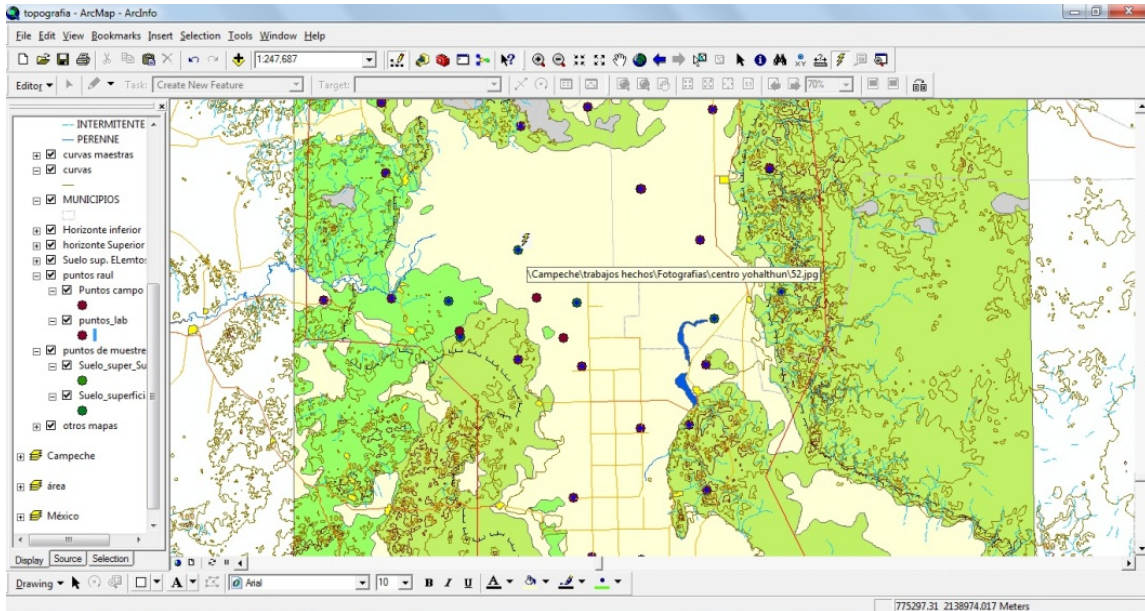 topografia - ArcMap - ArcInfo
File Edit View Bookmarks Insert Selection Tools Window Help
1:247,687
Editor Task: Create New Feature Target: 70%
INTERMITENTE
PERENNE
curvas maestras
curvas
MUNICIPIOS
Horizonte inferior
horizonte Superior
Suelo sup. ELemtos
puntos raul
Puntos campo
puntos_lab
puntos de muestre
Suelo_super_Su
Suelo_superfici
otros mapas
Campeche
área
México
\Campeche\trabajos hechos\Fotografias\centro yohalthun\52.jpg
Display Source Selection
Drawing A Arial 10 B I U A
775297.31 2138974.017 Meters